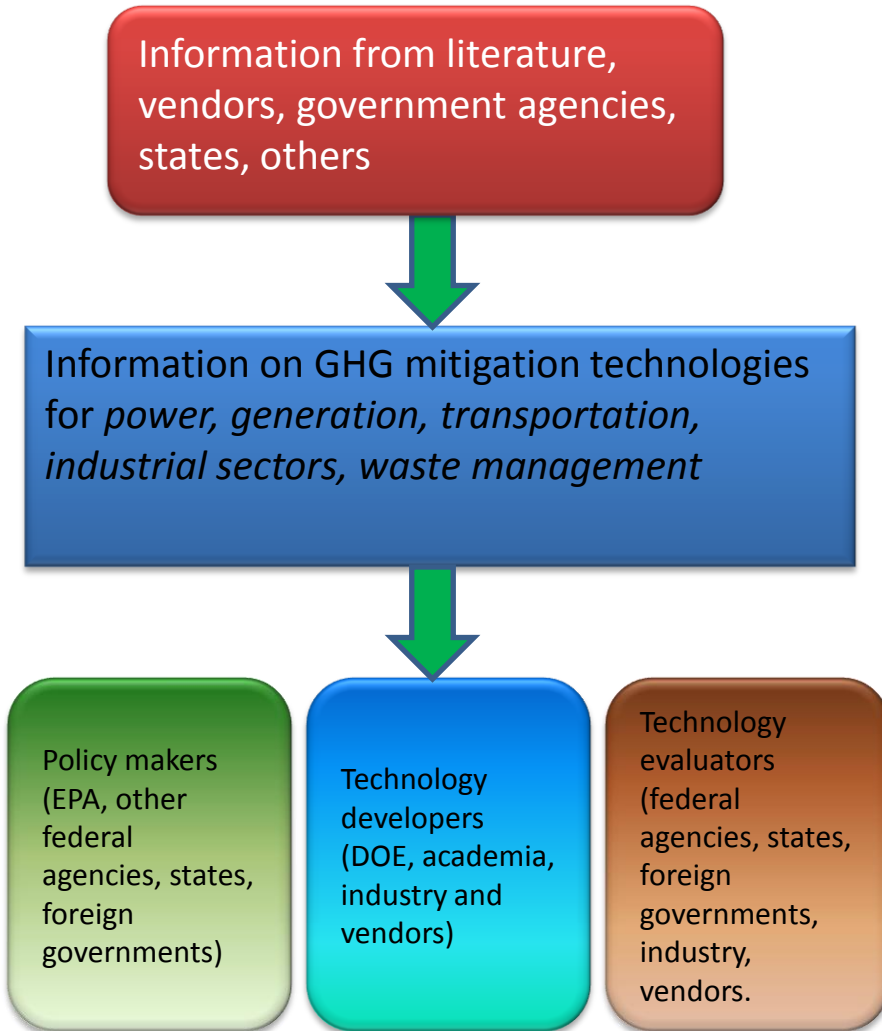 Information from literature,
vendors, government agencies,
states, others
Information on GHG mitigation technologies
for power, generation, transportation,
industrial sectors, waste management
Policy makers
(EPA, other
federal
agencies, states,
foreign
governments)
Technology
developers
(DOE, academia,
industry and
vendors)
Technology
evaluators
(federal
agencies, states,
foreign
governments,
industry,
vendors.